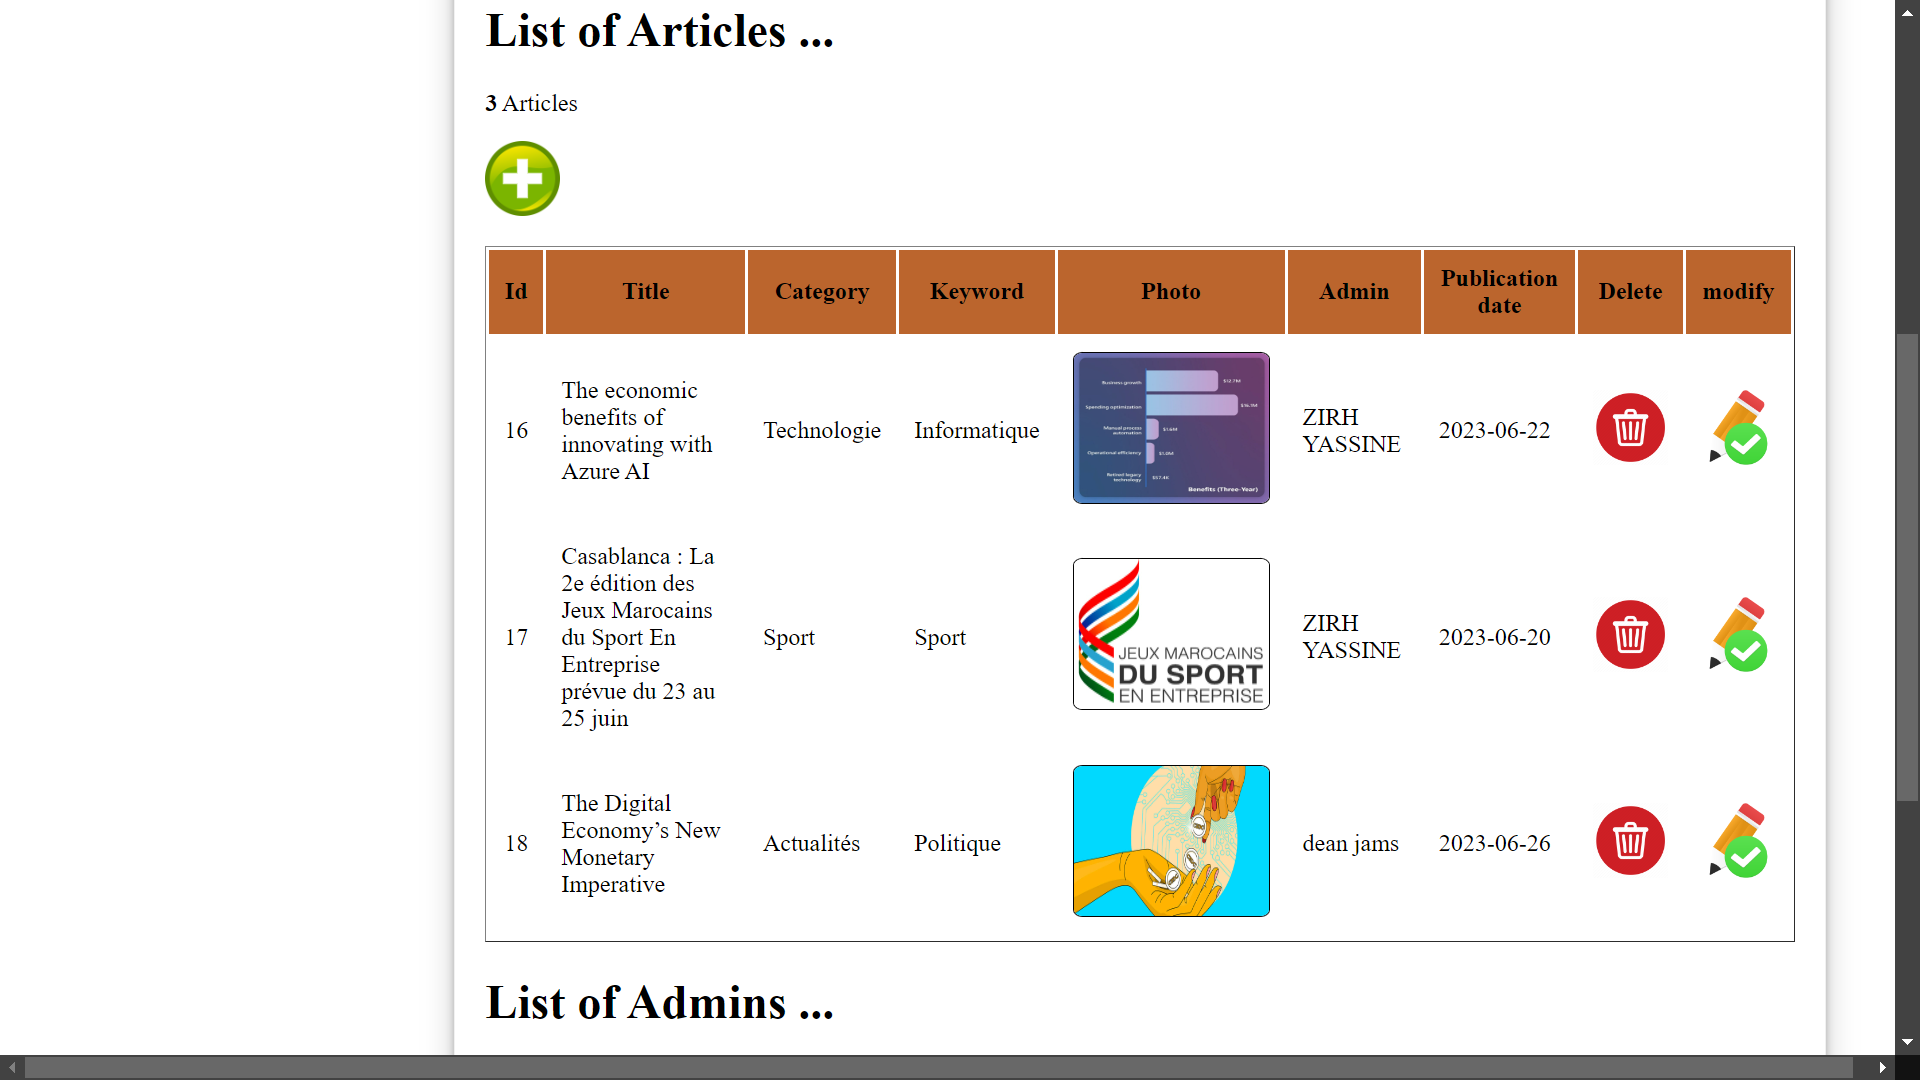 List of Articles ...
3 Articles
Id
Title
Category
Keyword
Photo
Admin
Publication
date
Delete
modify
16
The economic
benefits of
innovating with
Azure AI
Technologie
Informatique
Business growth
$12.7M
Spending optimization
$16.1M
Manual process
automation
$1.6M
Operational efficiency
Retired legacy
technology
$57.4K
Benefits (Three-Year)
ZIRH
YASSINE
2023-06-22
17
Casablanca : La
2e édition des
Jeux Marocains
du Sport En
Entreprise
prévue du 23 au
25 juin
Sport
Sport
JEUX MAROCAINS
DU SPORT
EN ENTREPRISE
ZIRH
YASSINE
2023-06-20
18
The Digital
Economy’s New
Monetary
Imperative
Actualités
Politique
dean jams
2023-06-26
List of Admins ...